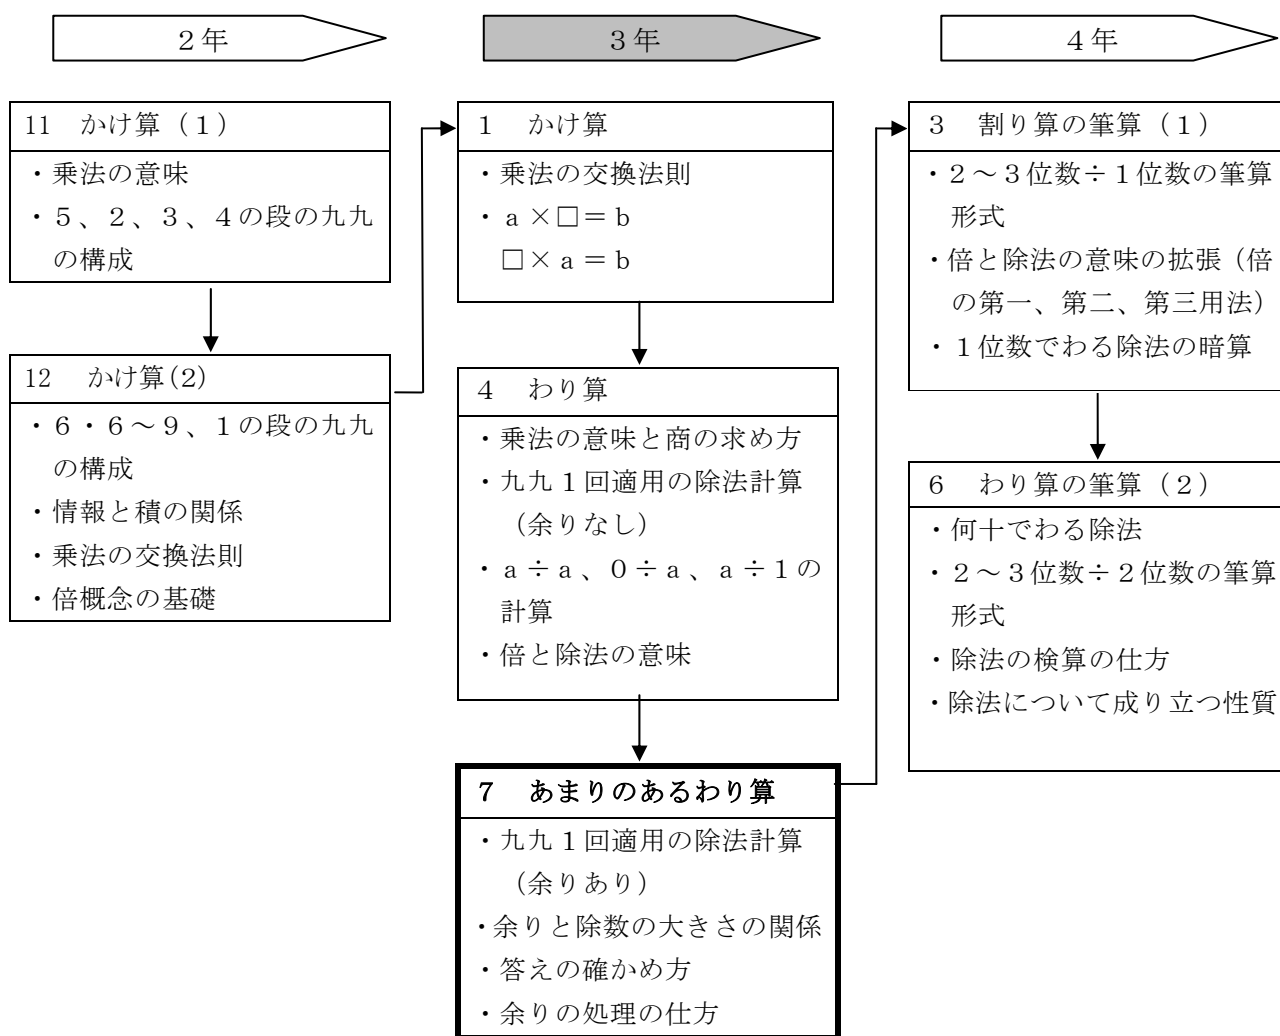 ２年
３年
４年
11　かけ算（１）
・乗法の意味
・５、２、３、４の段の九九
の構成
12　かけ算(2)
・６・６～９、１の段の九九
の構成
・情報と積の関係
・乗法の交換法則
・倍概念の基礎
１　かけ算
・乗法の交換法則
・ａ×□＝ｂ
□×ａ＝ｂ
４　わり算
・乗法の意味と商の求め方
・九九１回適用の除法計算
（余りなし）
・ａ÷ａ、０÷ａ、ａ÷１の
計算
・倍と除法の意味
７　あまりのあるわり算
・九九１回適用の除法計算
（余りあり）
・余りと除数の大きさの関係
・答えの確かめ方
・余りの処理の仕方
３　割り算の筆算（１）
・２～３位数÷１位数の筆算
形式
・倍と除法の意味の拡張（倍
の第一、第二、第三用法）
・１位数でわる除法の暗算
６　わり算の筆算（２）
・何十でわる除法
・２～３位数÷２位数の筆算
形式
・除法の検算の仕方
・除法について成り立つ性質